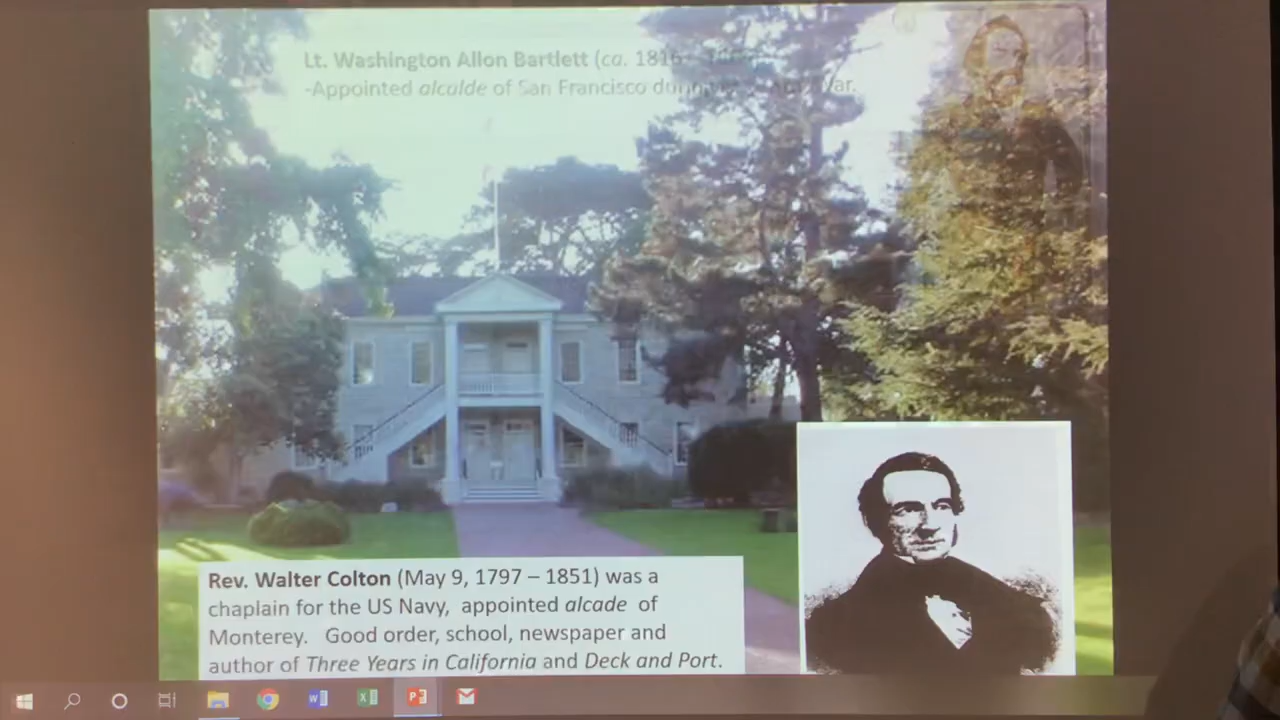 Lt. Washington Allon Bartlett (ca. 1816
-Appointed alcalde of San Francisco during War.
Rev. Walter Colton (May 9, 1797 – 1851) was a
chaplain for the US Navy, appointed alcade of
Monterey. Good order, school, newspaper and
author of Three Years in California and Deck and Port.